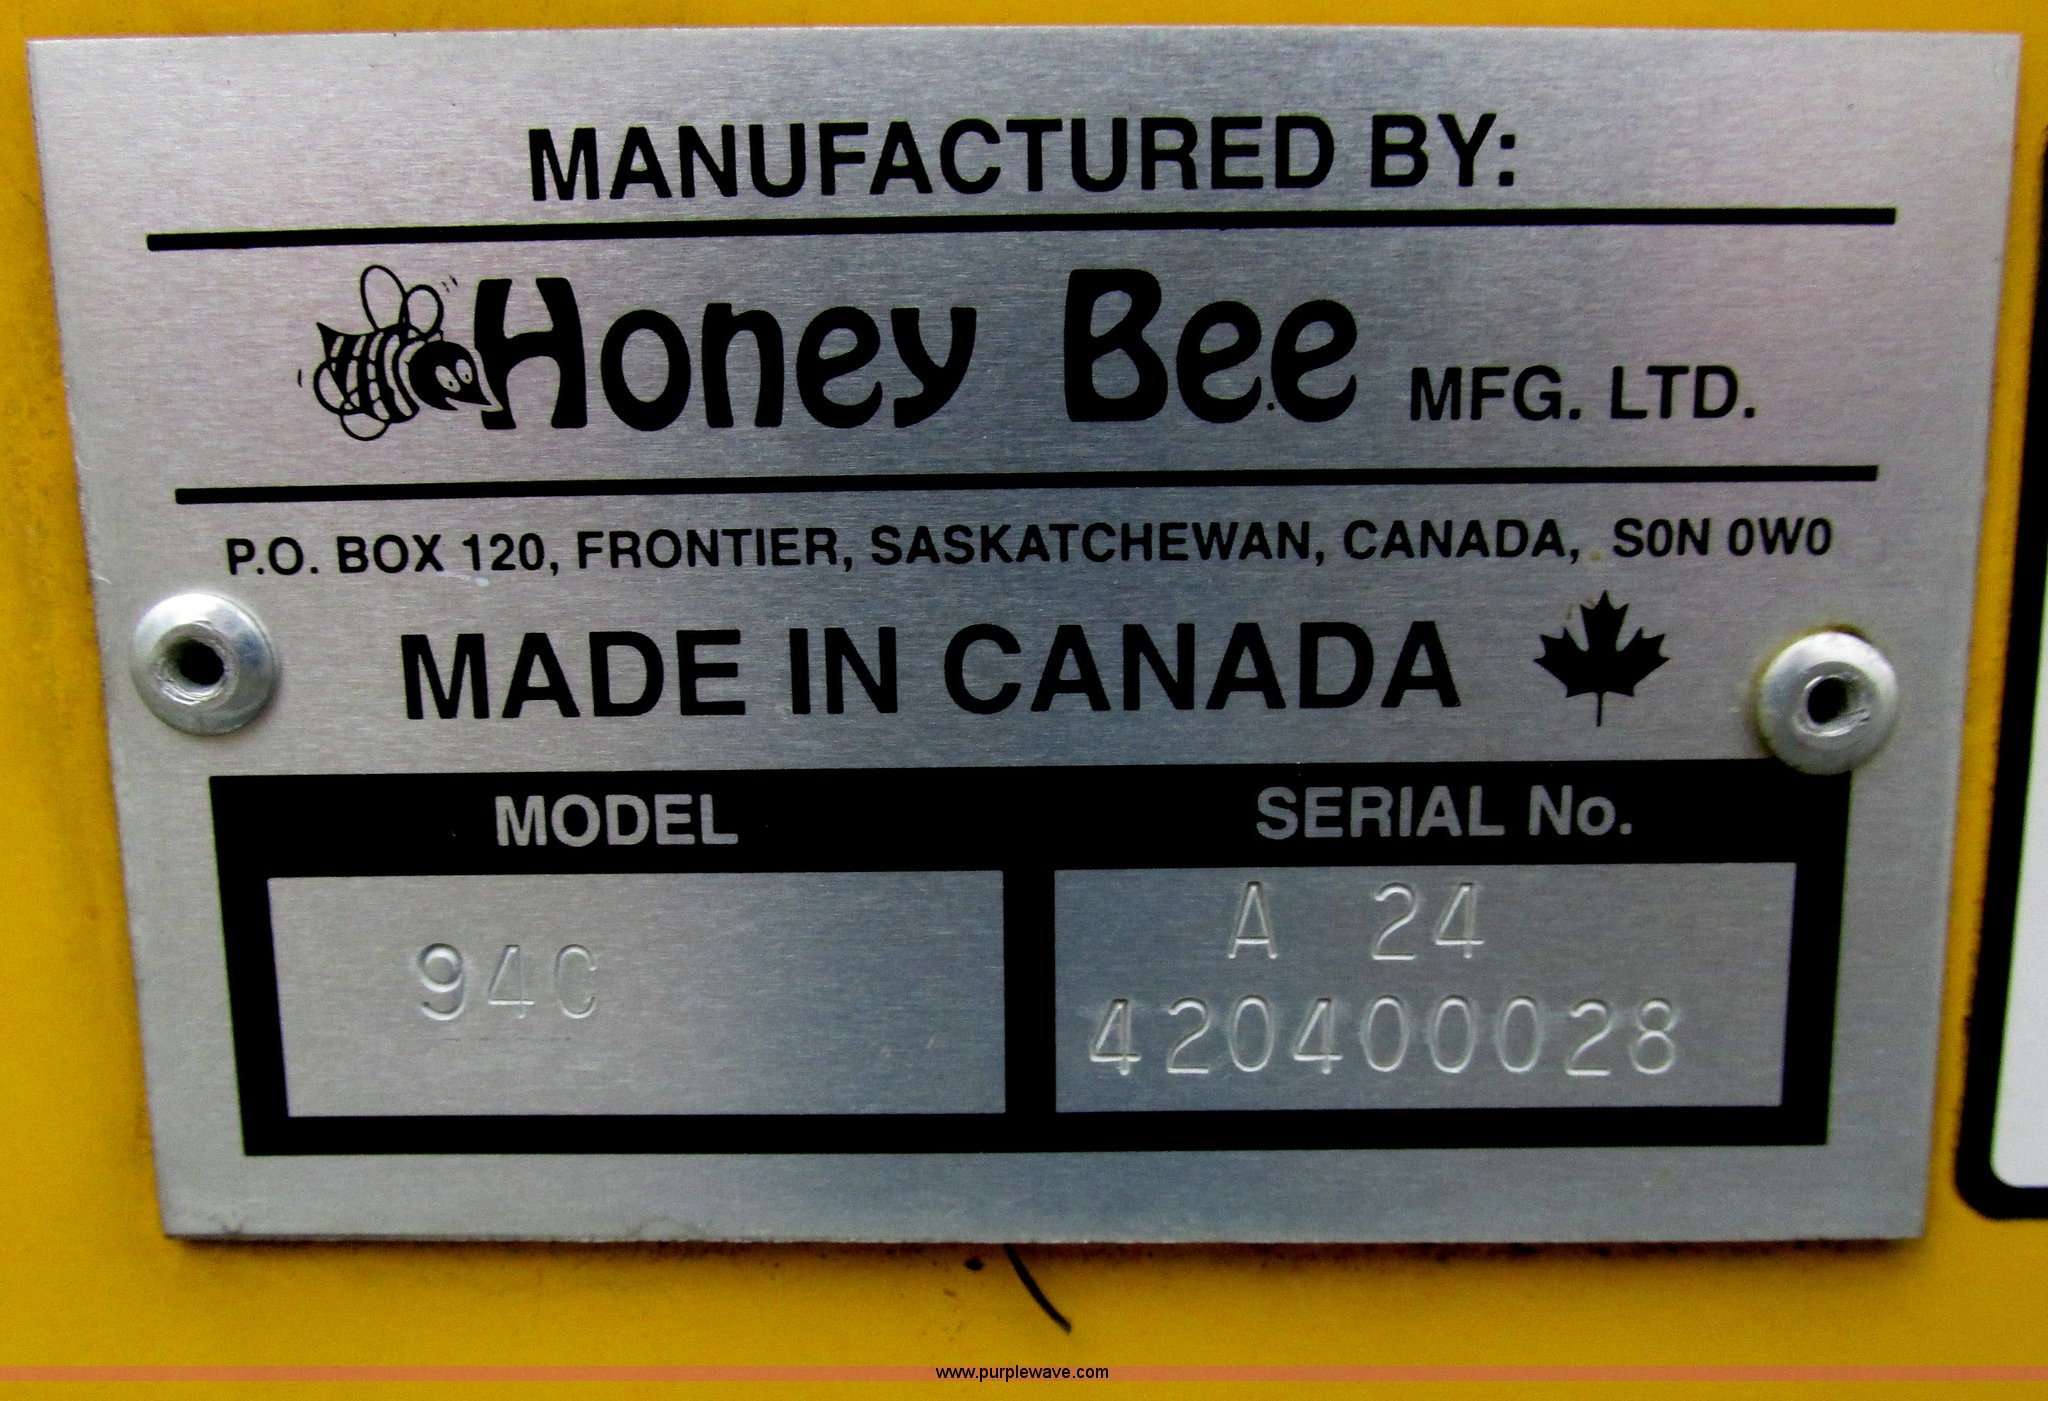 MANUFACTURED BY:
Honey Bee MFG. LTD.
P.O. BOX 120, FRONTIER, SASKATCHEWAN, CANADA, S0N 0W0
MADE IN CANADA
MODEL SERIAL No.
94C
A 24
420400028
www.purplewave.com